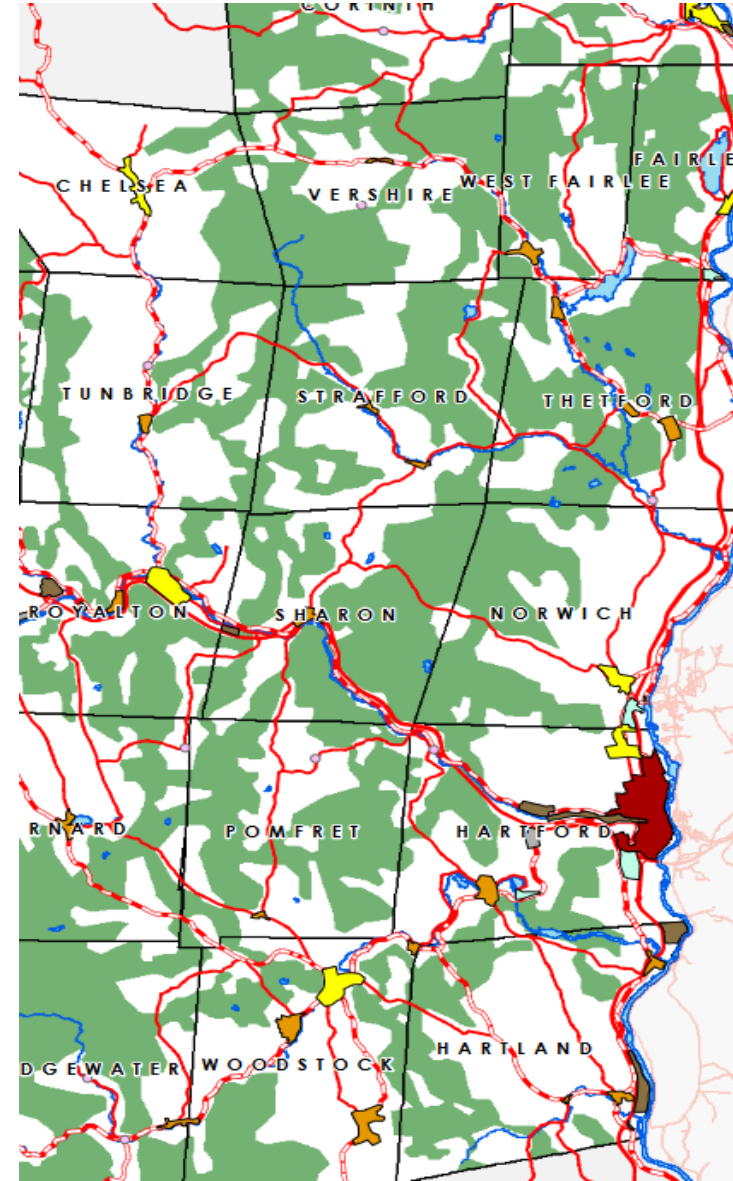 CORINTH
FAIRLE
CHELSEA
VERSHIRE
WEST FAIRLEE
TUNBRIDGE
STRAFFORD
THETFORD
ROYALTON
SHARON
NORWICH
RNARD
POMFRET
HARTFORD
HARTLAND
DGEWATER
WOODSTOCK